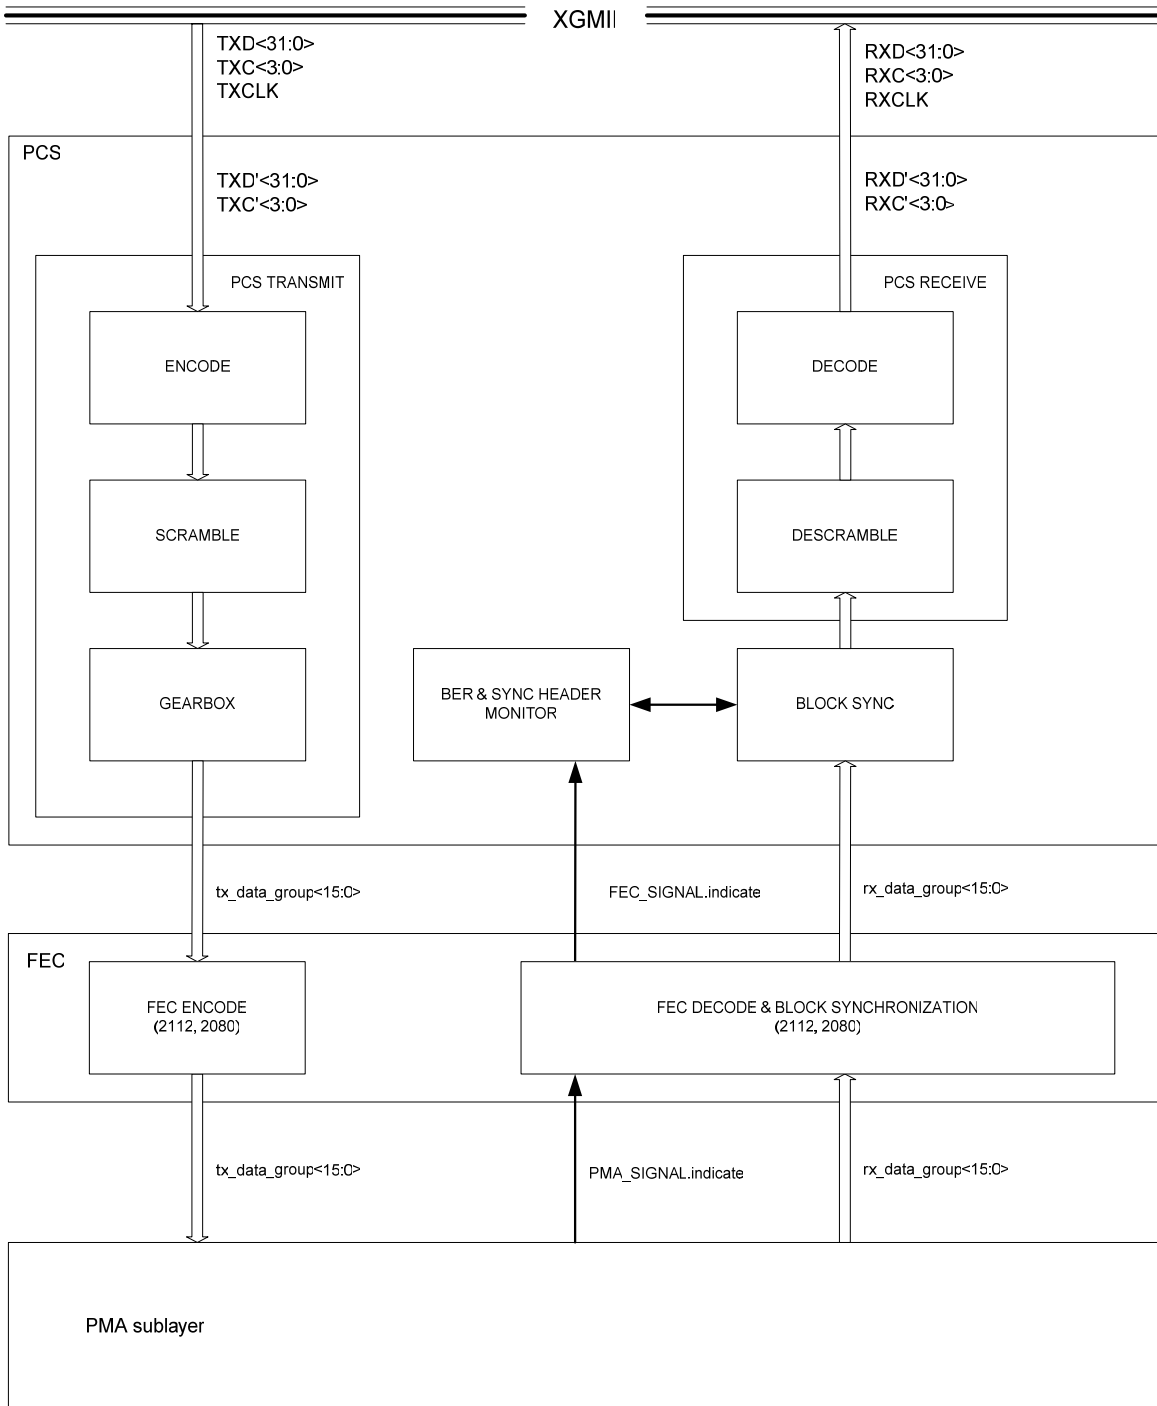 XGMII
TXD<31:0>
TXC<3:0>
TXCLK
RXD<31:0>
RXC<3:0>
RXCLK
PCS
TXD'<31:0>
TXC'<3:0>
RXD'<31:0>
RXC'<3:0>
PCS TRANSMIT
PCS RECEIVE
ENCODE
DECODE
SCRAMBLE
DESCRAMBLE
GEARBOX
BER & SYNC HEADER
MONITOR
BLOCK SYNC
tx_data_group<15:0>
FEC_SIGNAL.indicate
rx_data_group<15:0>
FEC
FEC ENCODE
(2112, 2080)
FEC DECODE & BLOCK SYNCHRONIZATION
(2112, 2080)
tx_data_group<15:0>
PMA_SIGNAL.indicate
rx_data_group<15:0>
PMA sublayer